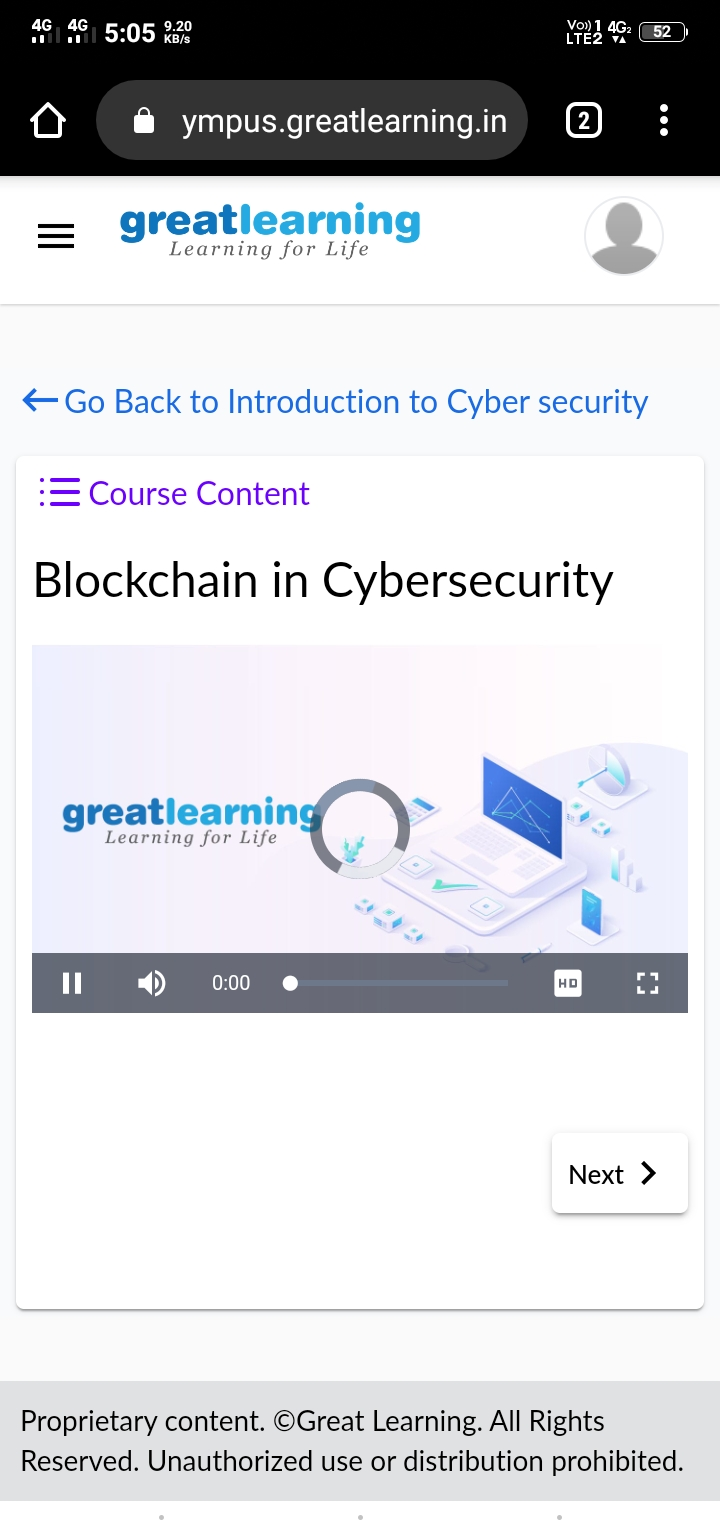 4G 4G 5:05 9.20 KB/s Vo)) 1 LTE2 4G2 52
ympus.greatlearning.in 2
greatlearning
Learning for Life
Go Back to Introduction to Cyber security
Course Content
Blockchain in Cybersecurity
greatlearning
Learning for Life
0:00 HD
Next
Proprietary content. ©Great Learning. All Rights
Reserved. Unauthorized use or distribution prohibited.